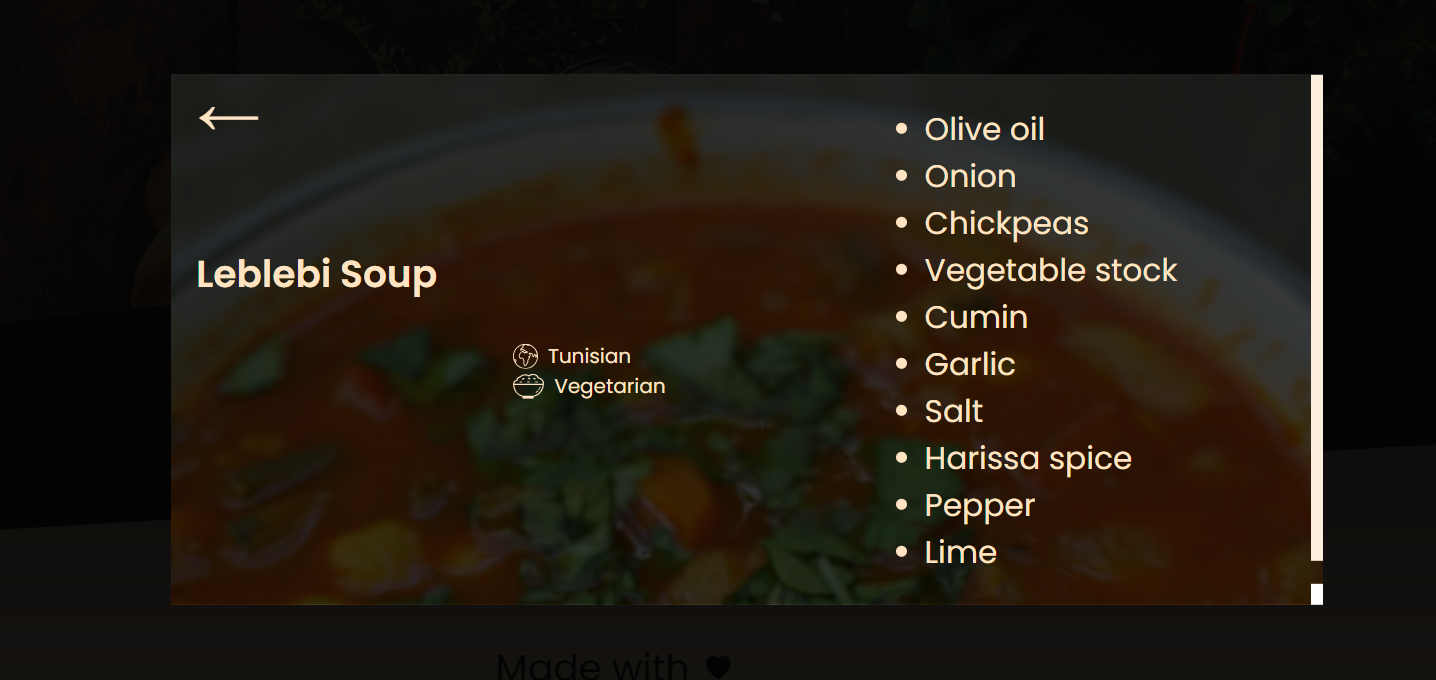 Leblebi Soup
Tunisian
Vegetarian
Olive oil
Onion
Chickpeas
Vegetable stock
Cumin
Garlic
Salt
Harissa spice
Pepper
Lime
Made with